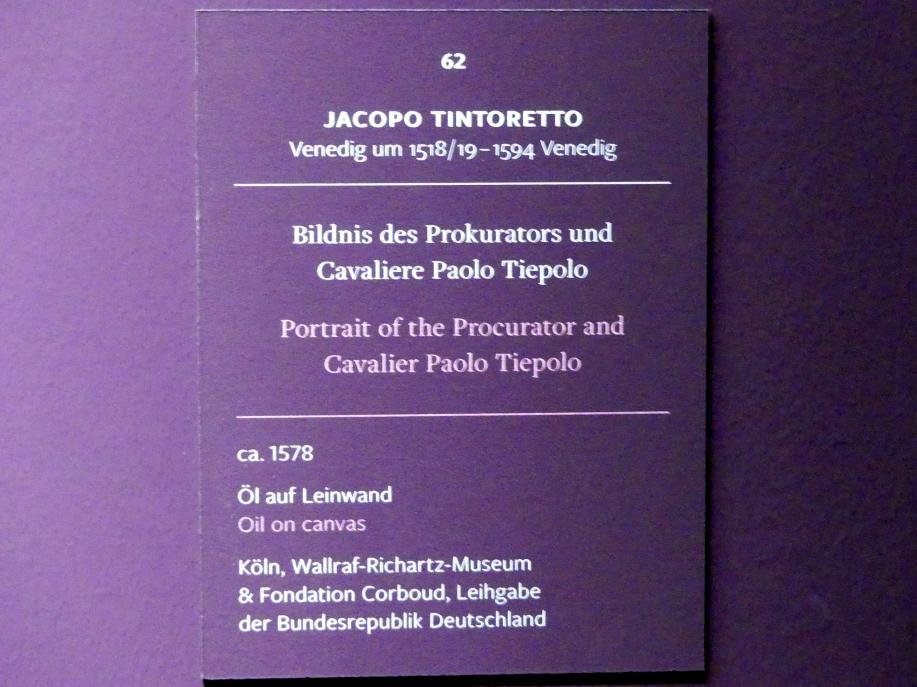 62
JACOPO TINTORETTO
Venedig um 1518/19–1594 Venedig
Bildnis des Prokurators und
Cavaliere Paolo Tiepolo
Portrait of the Procurator and
Cavalier Paolo Tiepolo
ca. 1578
Öl auf Leinwand
Oil on canvas
Köln, Wallraf-Richartz-Museum
& Fondation Corboud, Leihgabe
der Bundesrepublik Deutschland